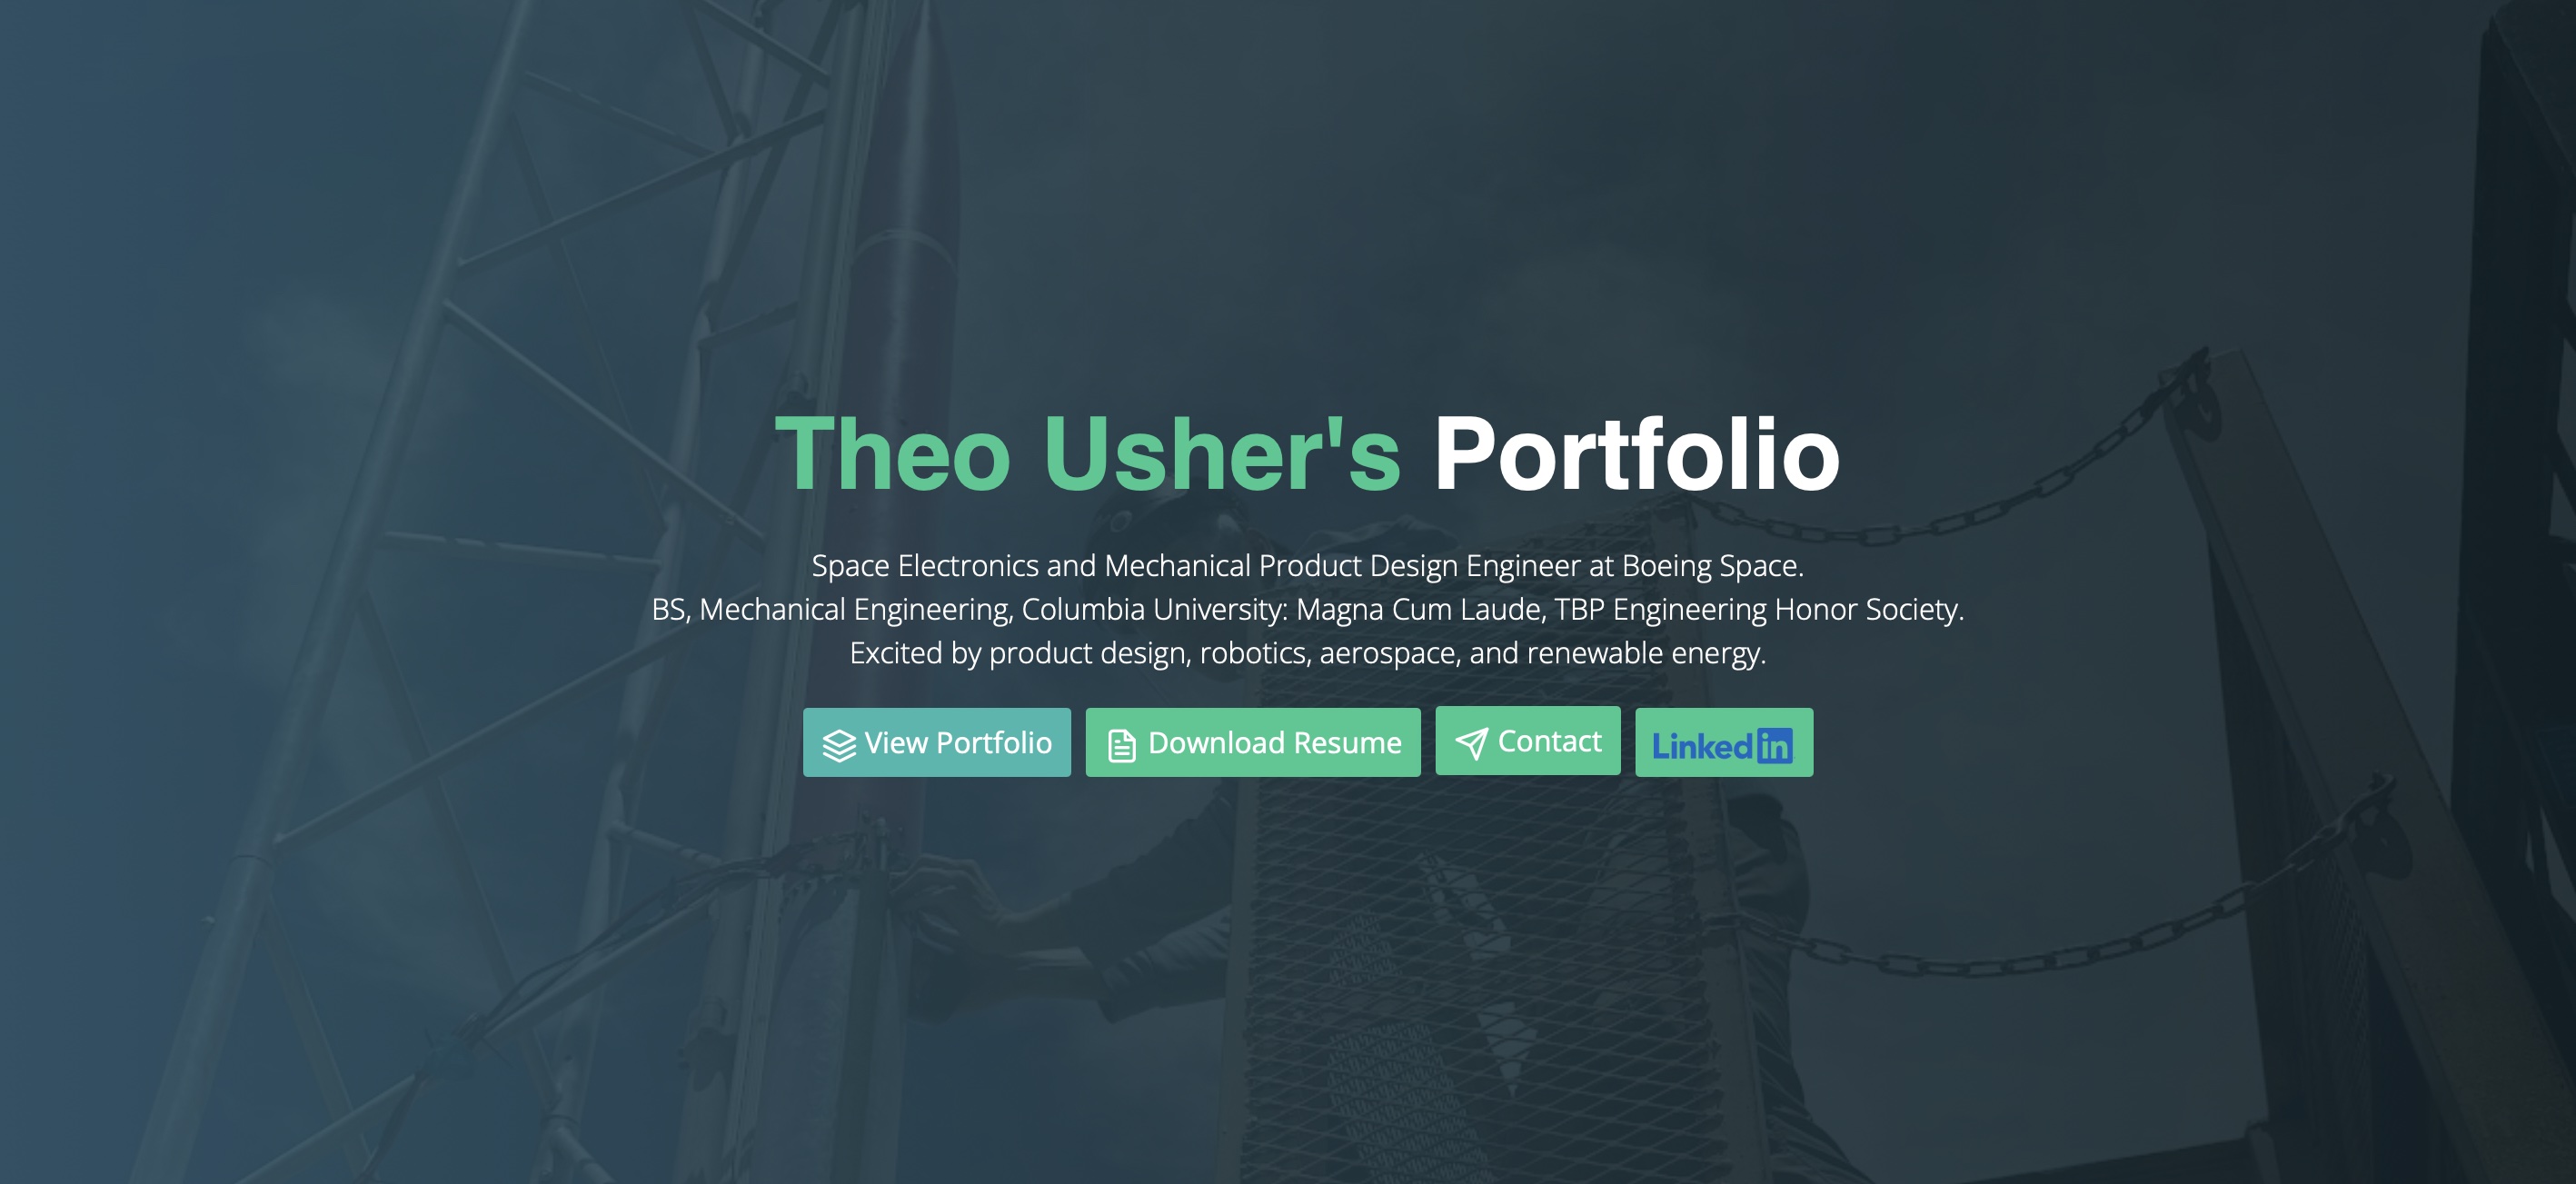 Theo Usher's Portfolio
Space Electronics and Mechanical Product Design Engineer at Boeing Space.
BS, Mechanical Engineering, Columbia University: Magna Cum Laude, TBP Engineering Honor Society.
Excited by product design, robotics, aerospace, and renewable energy.
View Portfolio Download Resume Contact Linked in